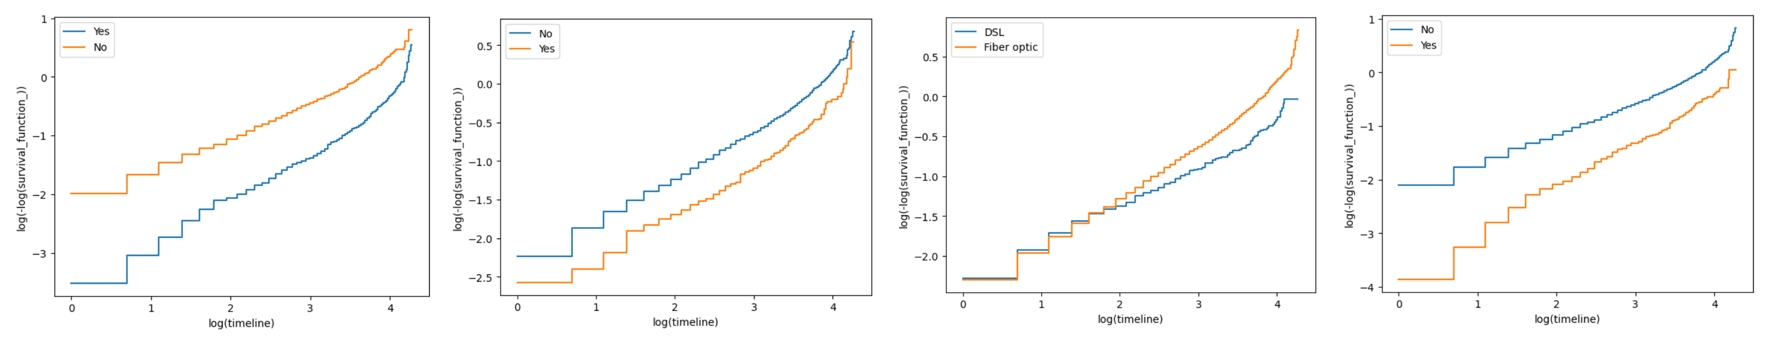 Yes
No
1
0
−1
−2
−3
log(-log(survival_function_))
0 1 2 3 4
log(timeline)
No
Yes
0.5
0.0
−0.5
−1.0
−1.5
−2.0
−2.5
log(-log(survival_function_))
0 1 2 3 4
log(timeline)
DSL
Fiber optic
0.5
0.0
−0.5
−1.0
−1.5
−2.0
log(-log(survival_function_))
0 1 2 3 4
log(timeline)
No
Yes
1
0
−1
−2
−3
−4
log(-log(survival_function_))
0 1 2 3 4
log(timeline)